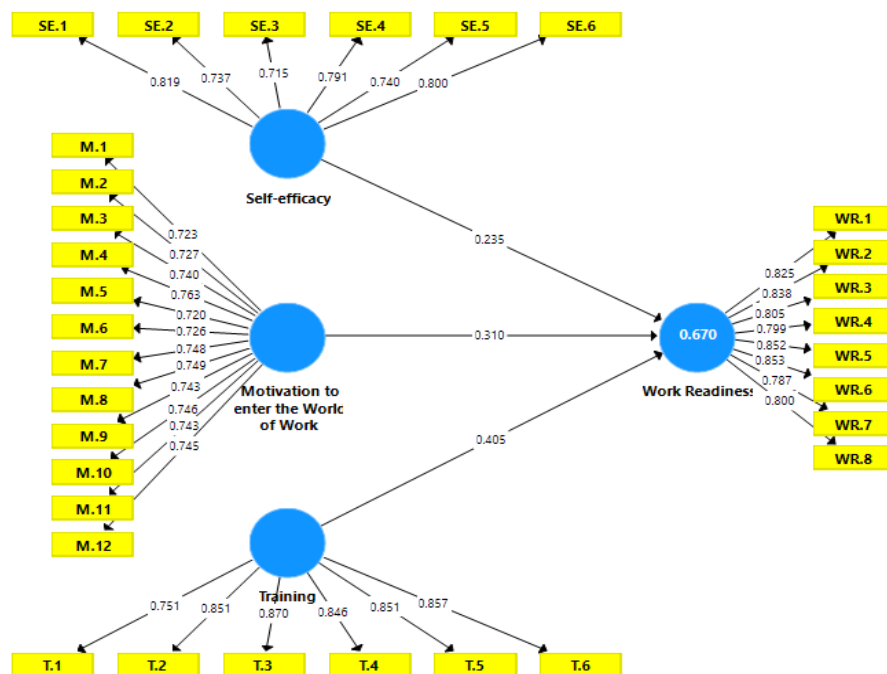 SE.1 SE.2 SE.3 SE.4 SE.5 SE.6
0.819 0.737 0.715 0.791 0.740 0.800
Self-efficacy
M.1
M.2
M.3
M.4
M.5
M.6
M.7
M.8
M.9
M.10
M.11
M.12
0.723
0.727
0.740
0.763
0.720
0.726
0.748
0.749
0.743
0.746
0.743
0.745
Motivation to
enter the World
of Work
0.235
0.310
0.405
0.670
Work Readiness
0.825
0.838
0.805
0.799
0.852
0.853
0.787
0.800
WR.1
WR.2
WR.3
WR.4
WR.5
WR.6
WR.7
WR.8
Training
0.751 0.851 0.870 0.846 0.851 0.857
T.1 T.2 T.3 T.4 T.5 T.6